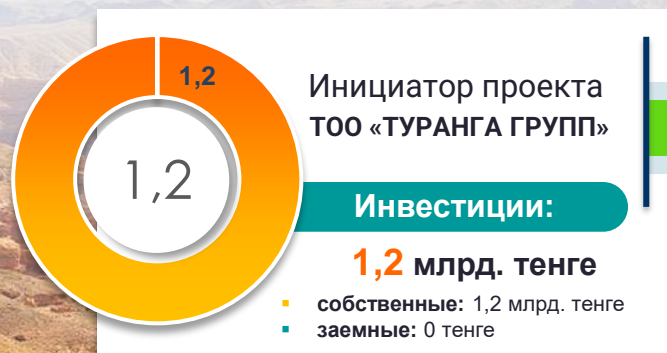 1,2
1,2
Инициатор проекта
ТОО «ТУРАНГА ГРУПП»
Инвестиции:
1,2 млрд. тенге
собственные: 1,2 млрд. тенге
заемные: 0 тенге